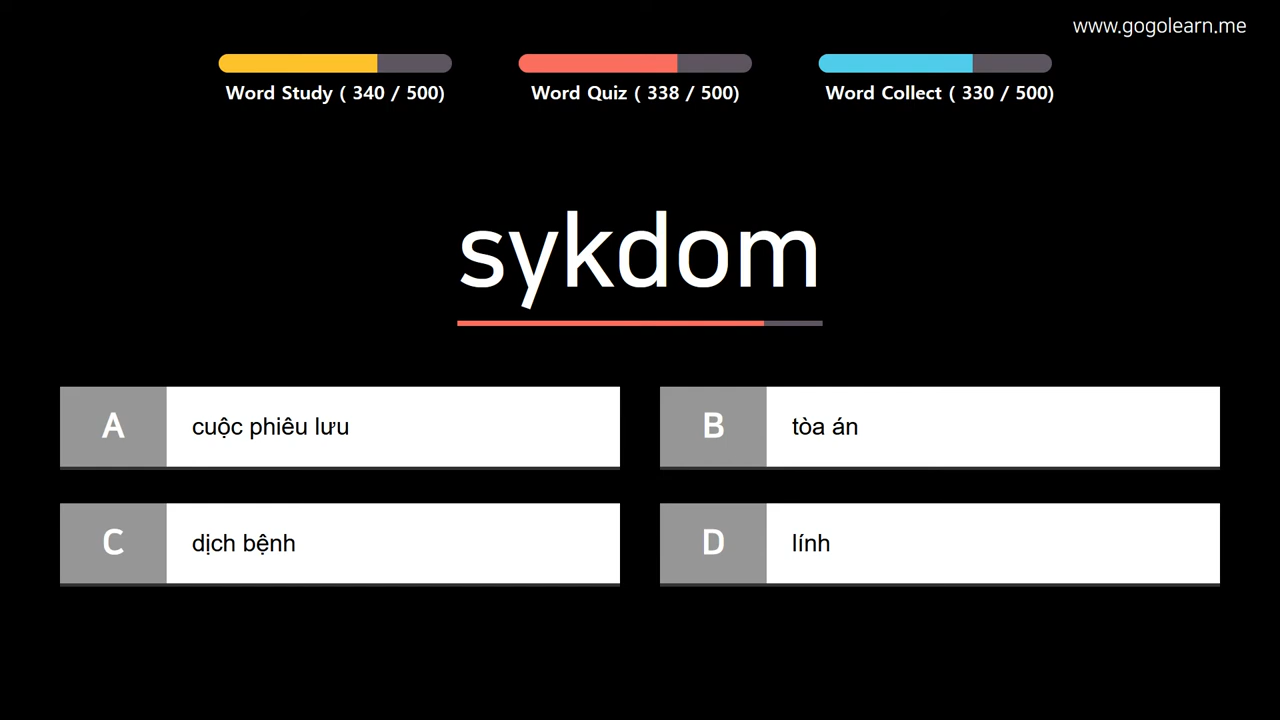 www.gogolearn.me
Word Study ( 340 / 500)
Word Quiz ( 338 / 500)
Word Collect ( 330 / 500)
sykdom
A
cuộc phiêu lưu
B
tòa án
C
dịch bệnh
D
lính